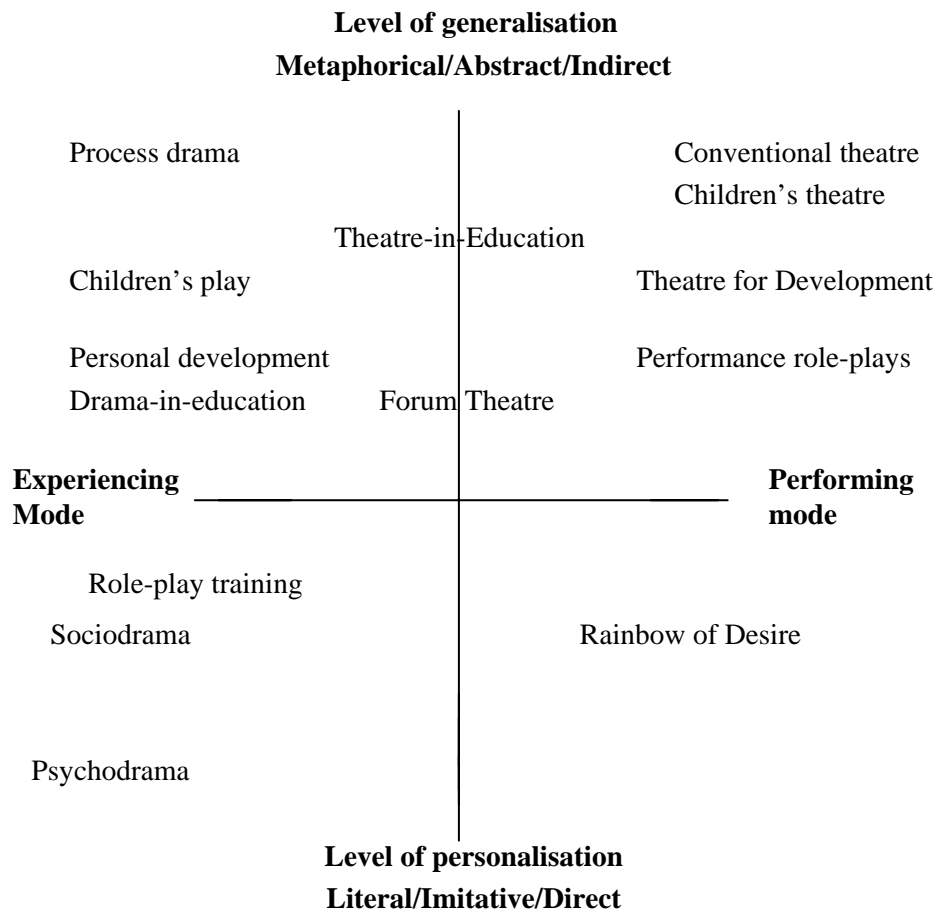 Level of generalisation
Metaphorical/Abstract/Indirect
Process drama
Conventional theatre
Children’s theatre
Theatre-in-Education
Children’s play
Theatre for Development
Personal development
Performance role-plays
Drama-in-education
Forum Theatre
Experiencing
Mode
Performing
mode
Role-play training
Sociodrama
Rainbow of Desire
Psychodrama
Level of personalisation
Literal/Imitative/Direct